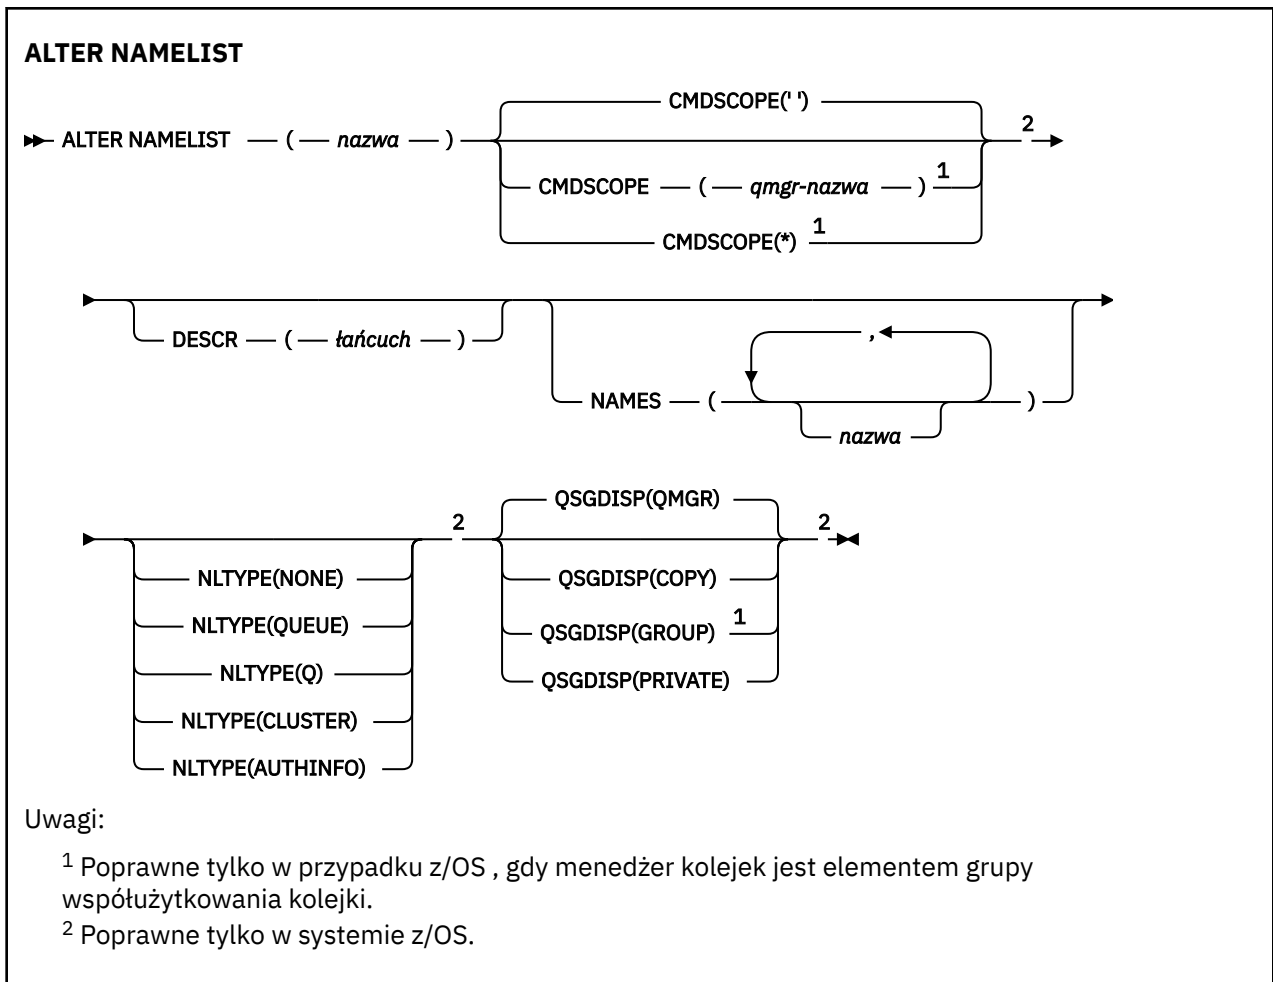 ALTER NAMELIST
CMDSCOPE(' ')
ALTER NAMELIST ( nazwa ) 2
CMDSCOPE ( qmgr-nazwa ) 1
CMDSCOPE(*) 1
DESCR ( łańcuch )
,
NAMES ( )
nazwa
QSGDISP(QMGR)
2 2
NLTYPE(NONE) QSGDISP(COPY)
NLTYPE(QUEUE) QSGDISP(GROUP) 1
NLTYPE(Q) QSGDISP(PRIVATE)
NLTYPE(CLUSTER)
NLTYPE(AUTHINFO)
Uwagi:
1 Poprawne tylko w przypadku z/OS , gdy menedżer kolejek jest elementem grupy
współużytkowania kolejki.
2 Poprawne tylko w systemie z/OS.